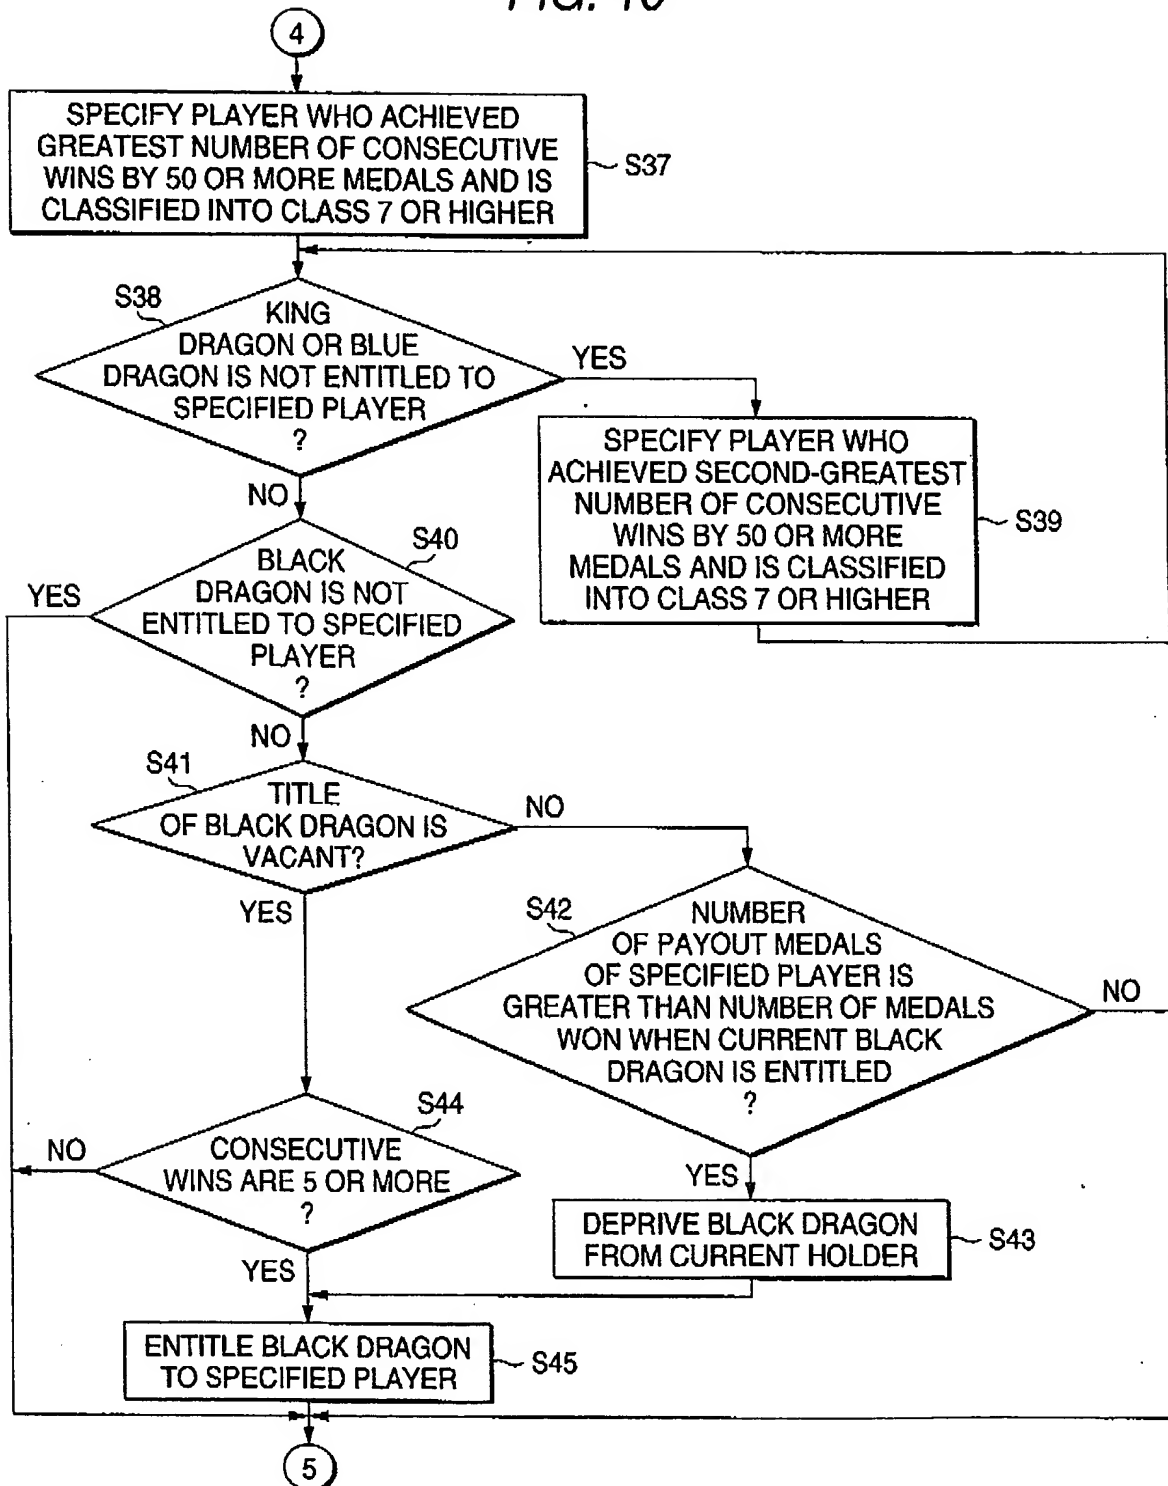 4
SPECIFY PLAYER WHO ACHIEVED
GREATEST NUMBER OF CONSECUTIVE
WINS BY 50 OR MORE MEDALS AND IS
CLASSIFIED INTO CLASS 7 OR HIGHER
S37
S38
KING
DRAGON OR BLUE
DRAGON IS NOT ENTITLED TO
SPECIFIED PLAYER
?
YES
NO
SPECIFY PLAYER WHO
ACHIEVED SECOND-GREATEST
NUMBER OF CONSECUTIVE
WINS BY 50 OR MORE
MEDALS AND IS CLASSIFIED
INTO CLASS 7 OR HIGHER
S39
S40
BLACK
DRAGON IS NOT
ENTITLED TO SPECIFIED
PLAYER
?
YES
NO
S41
TITLE
OF BLACK DRAGON IS
VACANT?
NO
YES
S42
NUMBER
OF PAYOUT MEDALS
OF SPECIFIED PLAYER IS
GREATER THAN NUMBER OF MEDALS
WON WHEN CURRENT BLACK
DRAGON IS ENTITLED
?
NO
YES
S44
CONSECUTIVE
WINS ARE 5 OR MORE
?
NO
YES
DEPRIVE BLACK DRAGON
FROM CURRENT HOLDER
S43
ENTITLE BLACK DRAGON
TO SPECIFIED PLAYER
S45
5